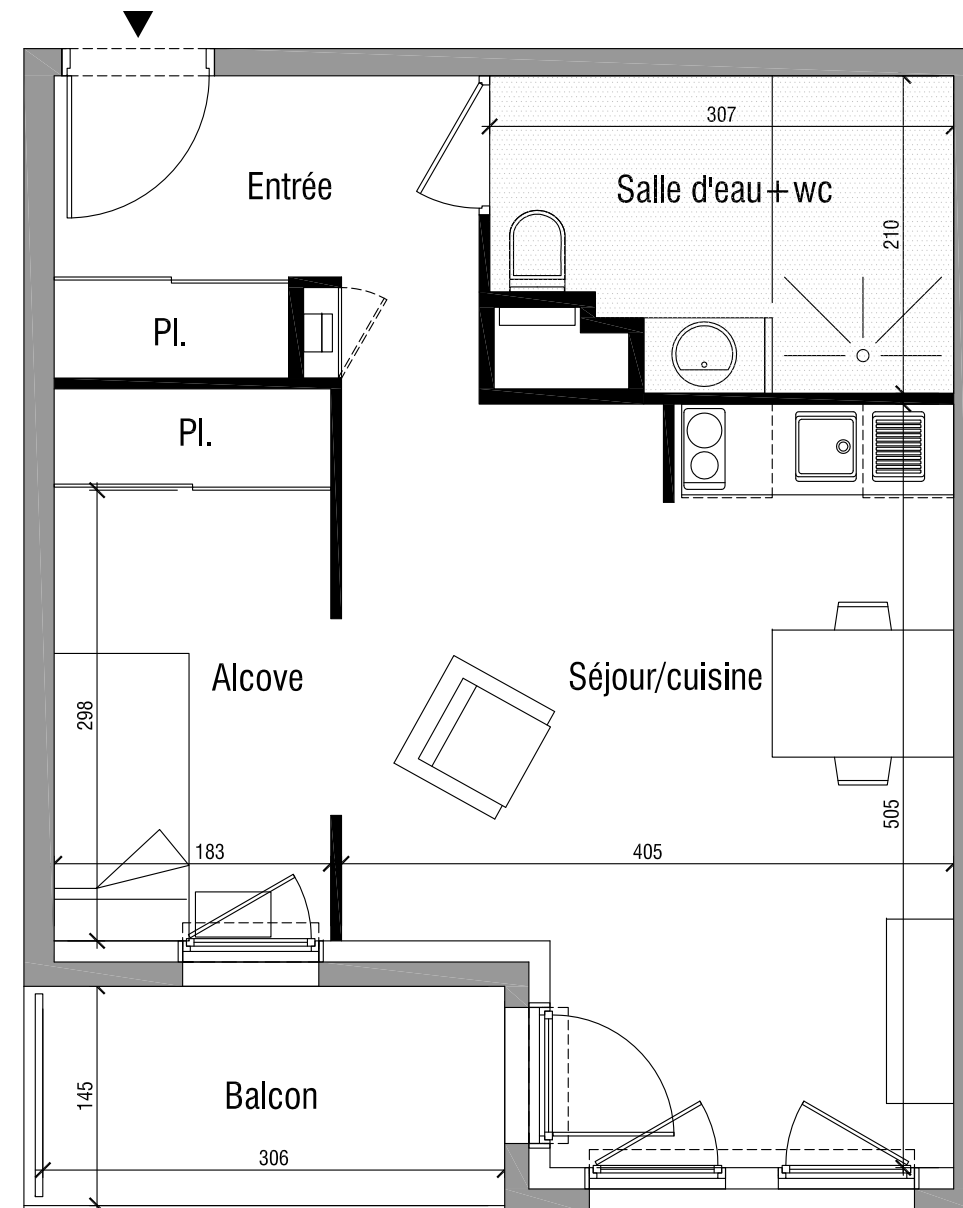 307
Entrée
Salle d'eau+wc
210
Pl.
Pl.
Alcove
Séjour/cuisine
298
505
183
405
Balcon
145
306